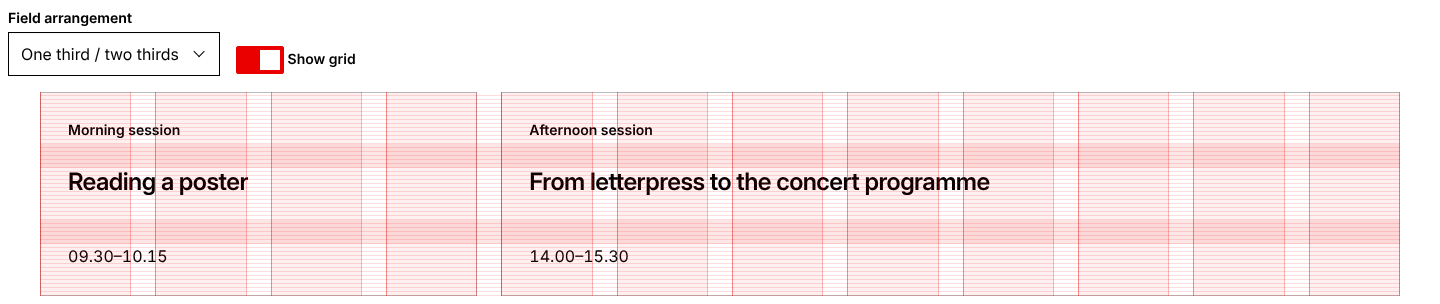 Field arrangement
One third / two thirds
Show grid
Morning session
Reading a poster
09.30–10.15
Afternoon session
From letterpress to the concert programme
14.00–15.30